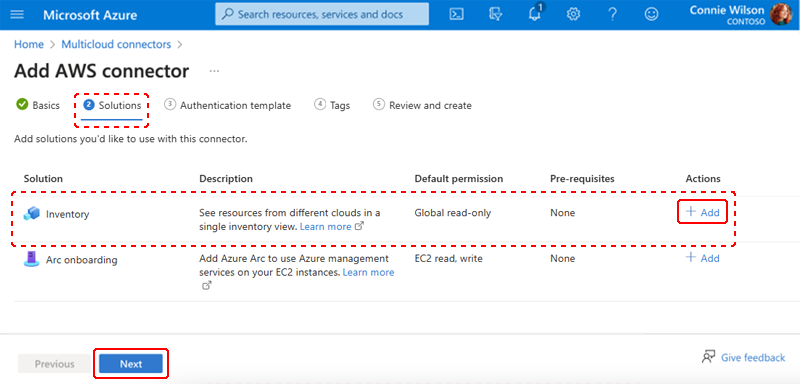 Microsoft Azure
Search resources, services and docs
1
Connie Wilson
CONTOSO
Home > Multicloud connectors >
Add AWS connector ...
Basics 2 Solutions 3 Authentication template 4 Tags 5 Review and create
Add solutions you'd like to use with this connector.
Solution Description Default permission Pre-requisites Actions
Inventory See resources from different clouds in a Global read-only None + Add
single inventory view. Learn more
Arc onboarding Add Azure Arc to use Azure management EC2 read, write None + Add
services on your EC2 instances. Learn more
Previous Next Give feedback